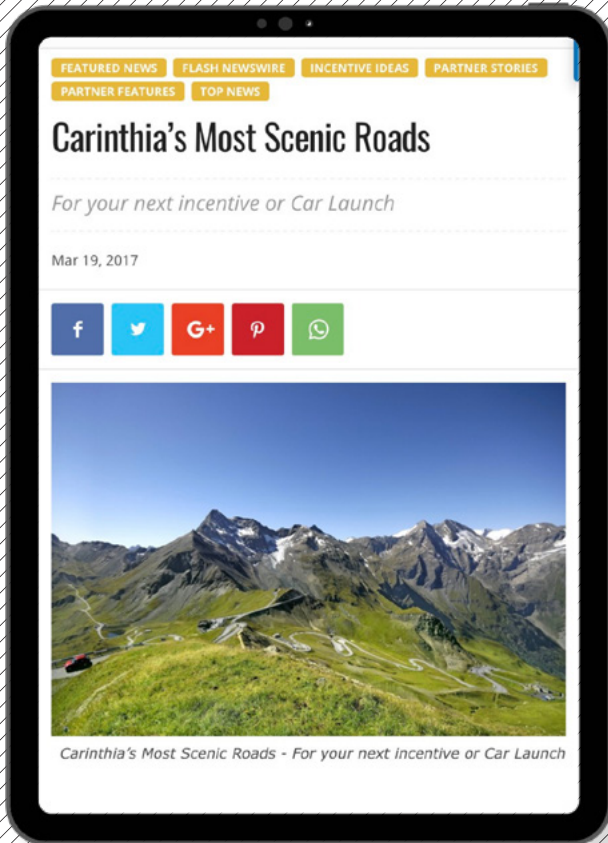 FEATURED NEWS FLASH NEWSWIRE INCENTIVE IDEAS PARTNER STORIES
PARTNER FEATURES TOP NEWS
Carinthia's Most Scenic Roads
For your next incentive or Car Launch
Mar 19, 2017
f G+
Carinthia's Most Scenic Roads - For your next incentive or Car Launch